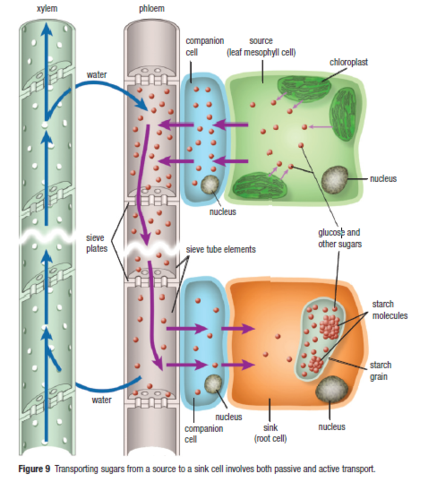 xylem
phloem
companion
cell
source
(leaf mesophyll cell)
chloroplast
water
nucleus
nucleus
sieve
plates
sieve tube elements
glucose and
other sugars
starch
molecules
starch
grain
water
nucleus
companion
cell
sink
(root cell)
nucleus
Figure 9 Transporting sugars from a source to a sink cell involves both passive and active transport.